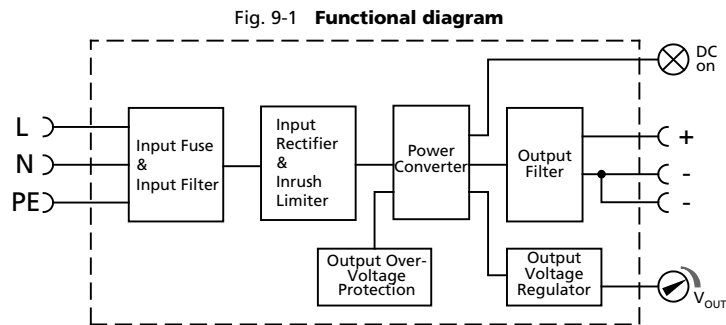 Fig. 9-1 Functional diagram
DC
on
L
N
PE
Input Fuse
&
Input Filter
Input
Rectifier
&
Inrush
Limiter
Power
Converter
Output
Filter
+
-
-
Output Over-
Voltage
Protection
Output
Voltage
Regulator
VOUT